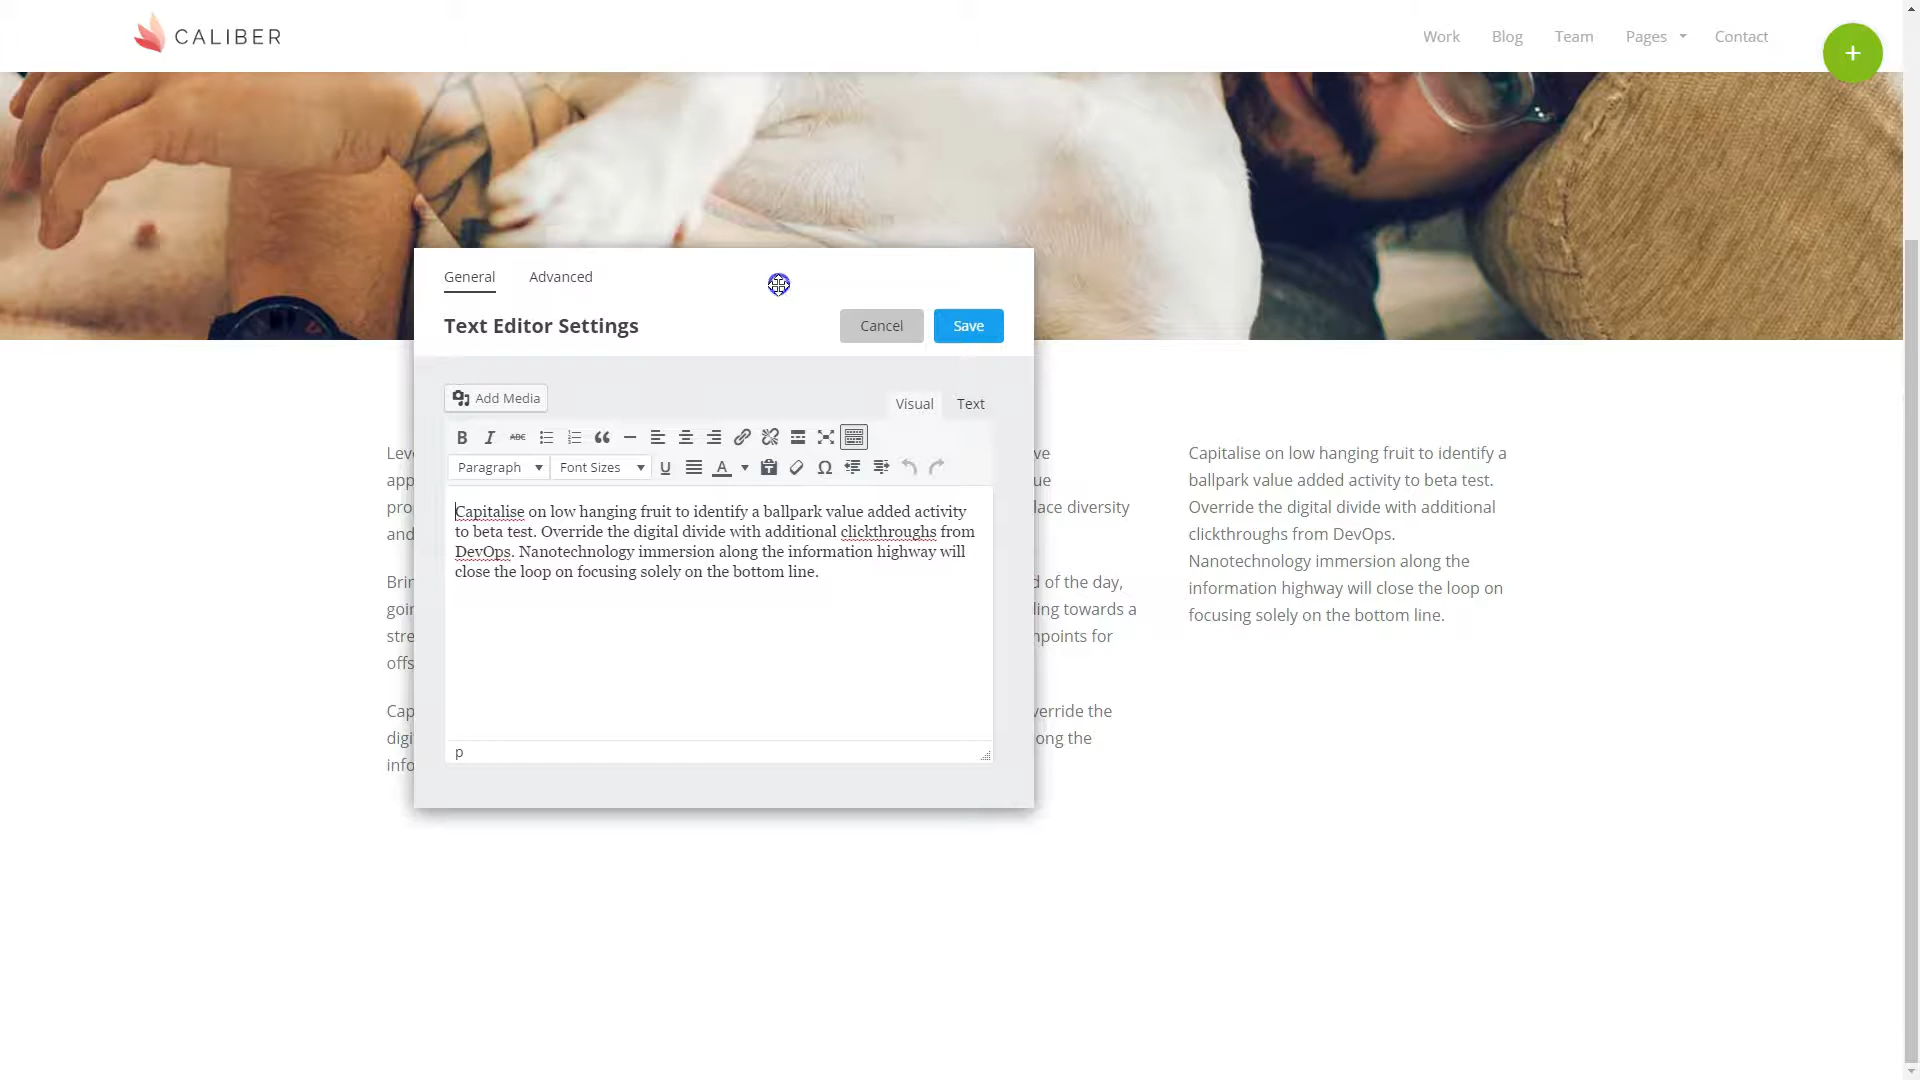 CALIBER
Work Blog Team Pages Contact
+
General Advanced
Text Editor Settings
Cancel Save
Add Media
Visual Text
B I ABC
Paragraph Font Sizes U A Ω
Capitalise on low hanging fruit to identify a ballpark value added activity
to beta test. Override the digital divide with additional clickthroughs from
DevOps. Nanotechnology immersion along the information highway will
close the loop on focusing solely on the bottom line.
p
lace diversity
d of the day,
towards a
for
verride the
the
Capitalise on low hanging fruit to identify a
ballpark value added activity to beta test.
Override the digital divide with additional
clickthroughs from DevOps.
Nanotechnology immersion along the
information highway will close the loop on
focusing solely on the bottom line.